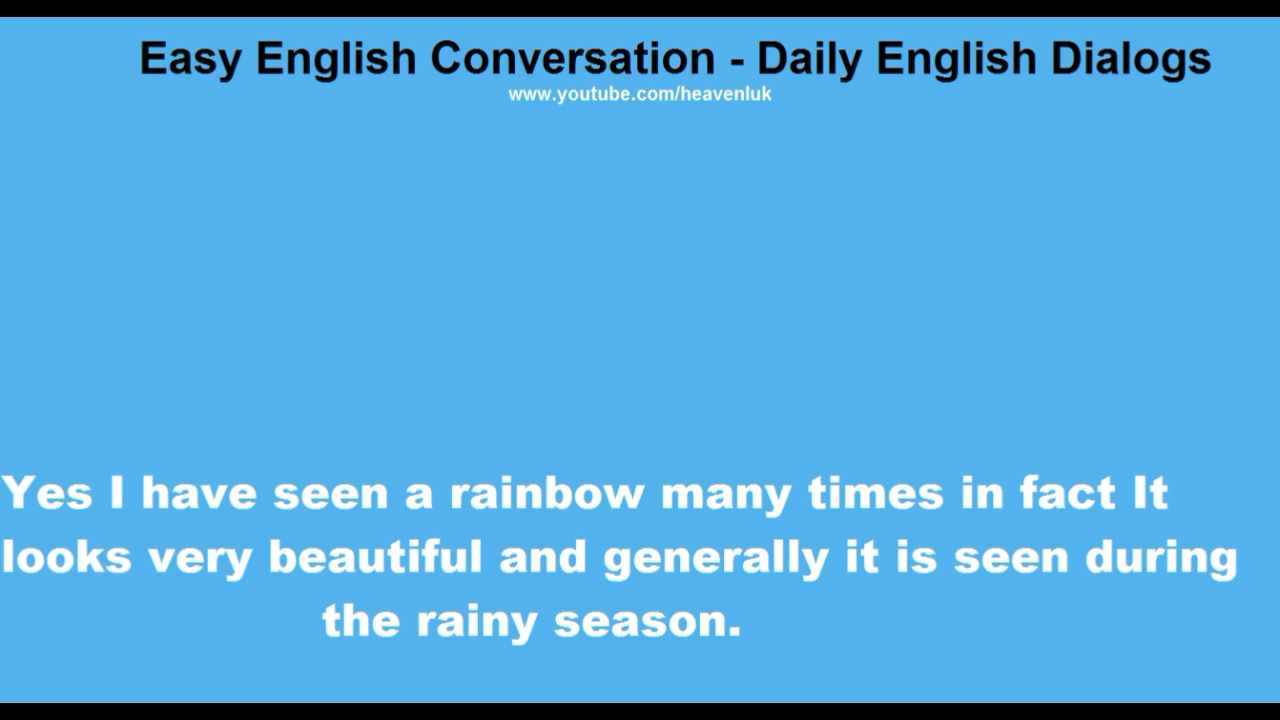 Easy English Conversation - Daily English Dialogs
www.youtube.com/heavenluk
Yes I have seen a rainbow many times in fact It
looks very beautiful and generally it is seen during
the rainy season.